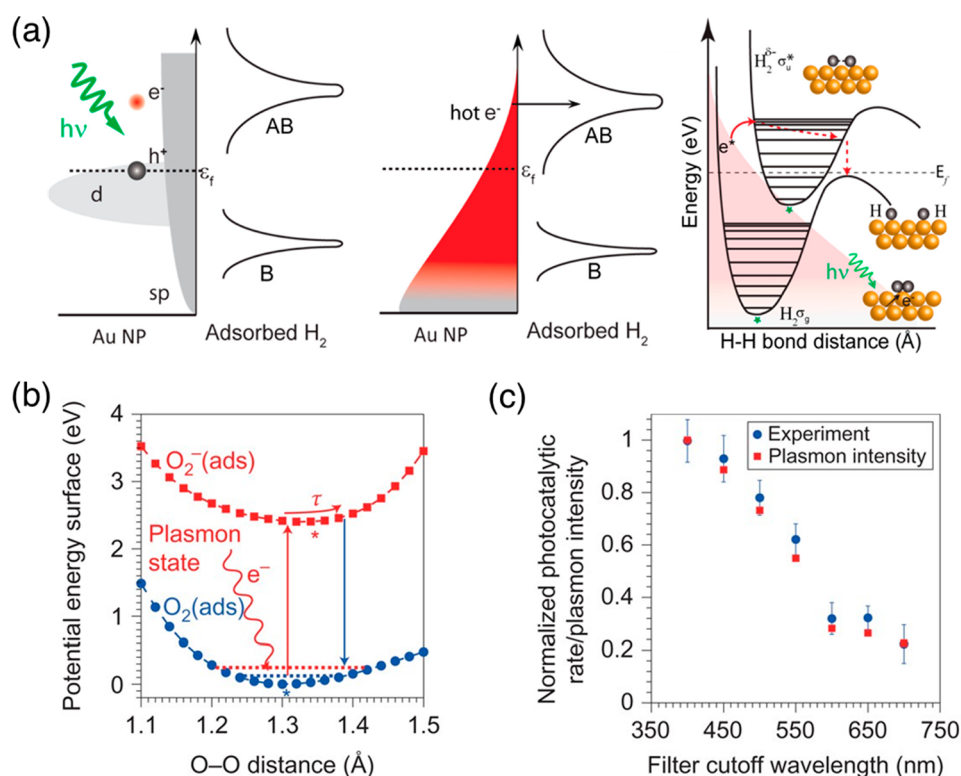 (a)
hν
e-
h+
d
sp
εf
AB
B
Au NP
Adsorbed H2
hot e-
AB
εf
B
Au NP
Adsorbed H2
Energy (eV)
H2δ- σu*
e*
Ef
H
H
hν
e-
H2σg
H-H bond distance (Å)
(b)
Potential energy surface (eV)
4
3
2
1
0
O2−(ads)
τ
*
Plasmon
state
e−
O2(ads)
*
1.1
1.2
1.3
1.4
1.5
O–O distance (Å)
(c)
Normalized photocatalytic
rate/plasmon intensity
1
0.8
0.6
0.4
0.2
0
Experiment
Plasmon intensity
350
450
550
650
750
Filter cutoff wavelength (nm)